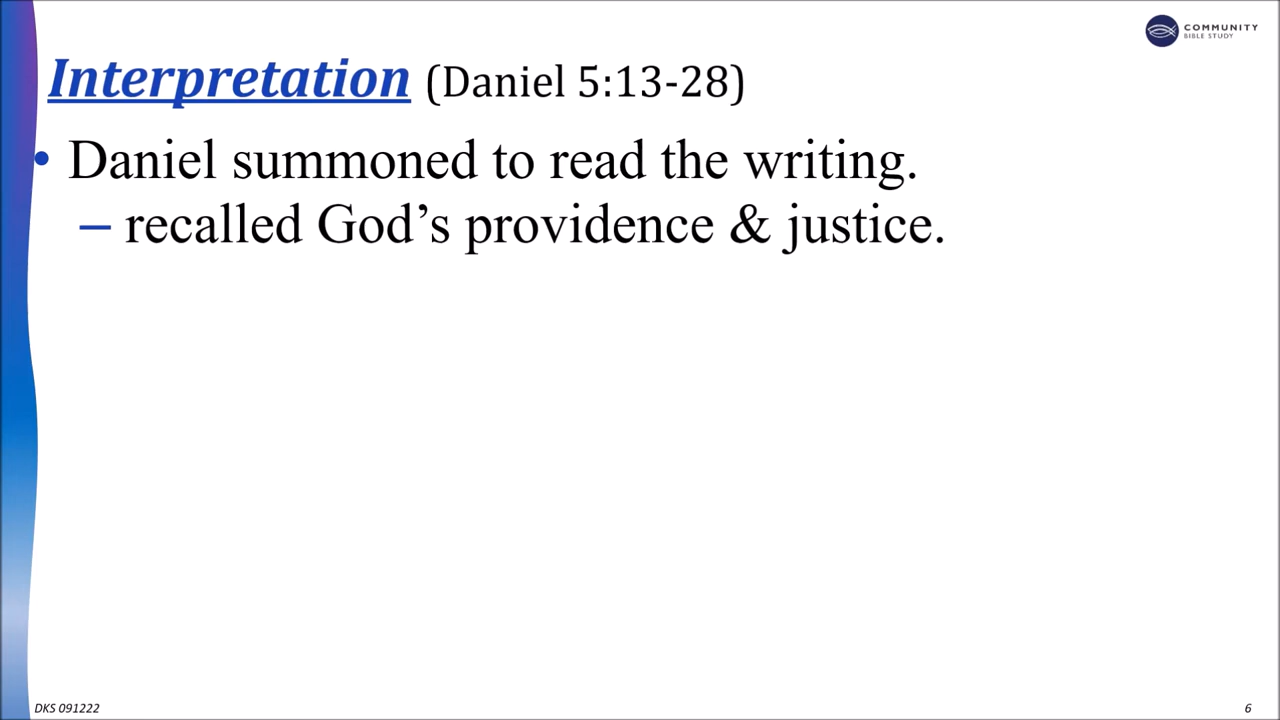 COMMUNITY
BIBLE STUDY
Interpretation (Daniel 5:13-28)
• Daniel summoned to read the writing.
– recalled God’s providence & justice.
DKS 091222
6